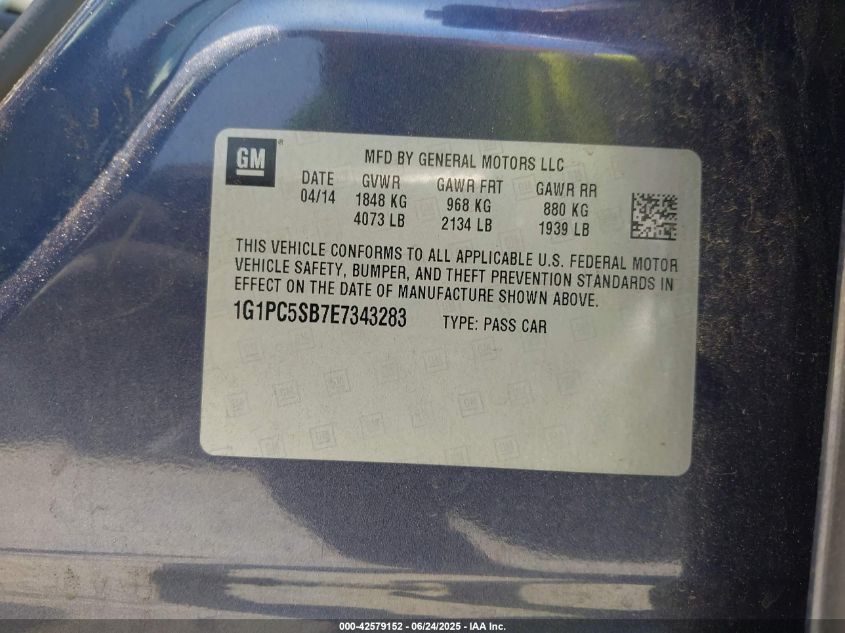 GM
®
MFD BY GENERAL MOTORS LLC
DATE GVWR GAWR FRT GAWR RR
04/14 1848 KG 968 KG 880 KG
4073 LB 2134 LB 1939 LB
THIS VEHICLE CONFORMS TO ALL APPLICABLE U.S. FEDERAL MOTOR
VEHICLE SAFETY, BUMPER, AND THEFT PREVENTION STANDARDS IN
EFFECT ON THE DATE OF MANUFACTURE SHOWN ABOVE.
1G1PC5SB7E7343283 TYPE: PASS CAR
000-42579152 - 06/24/2025 - IAA Inc.